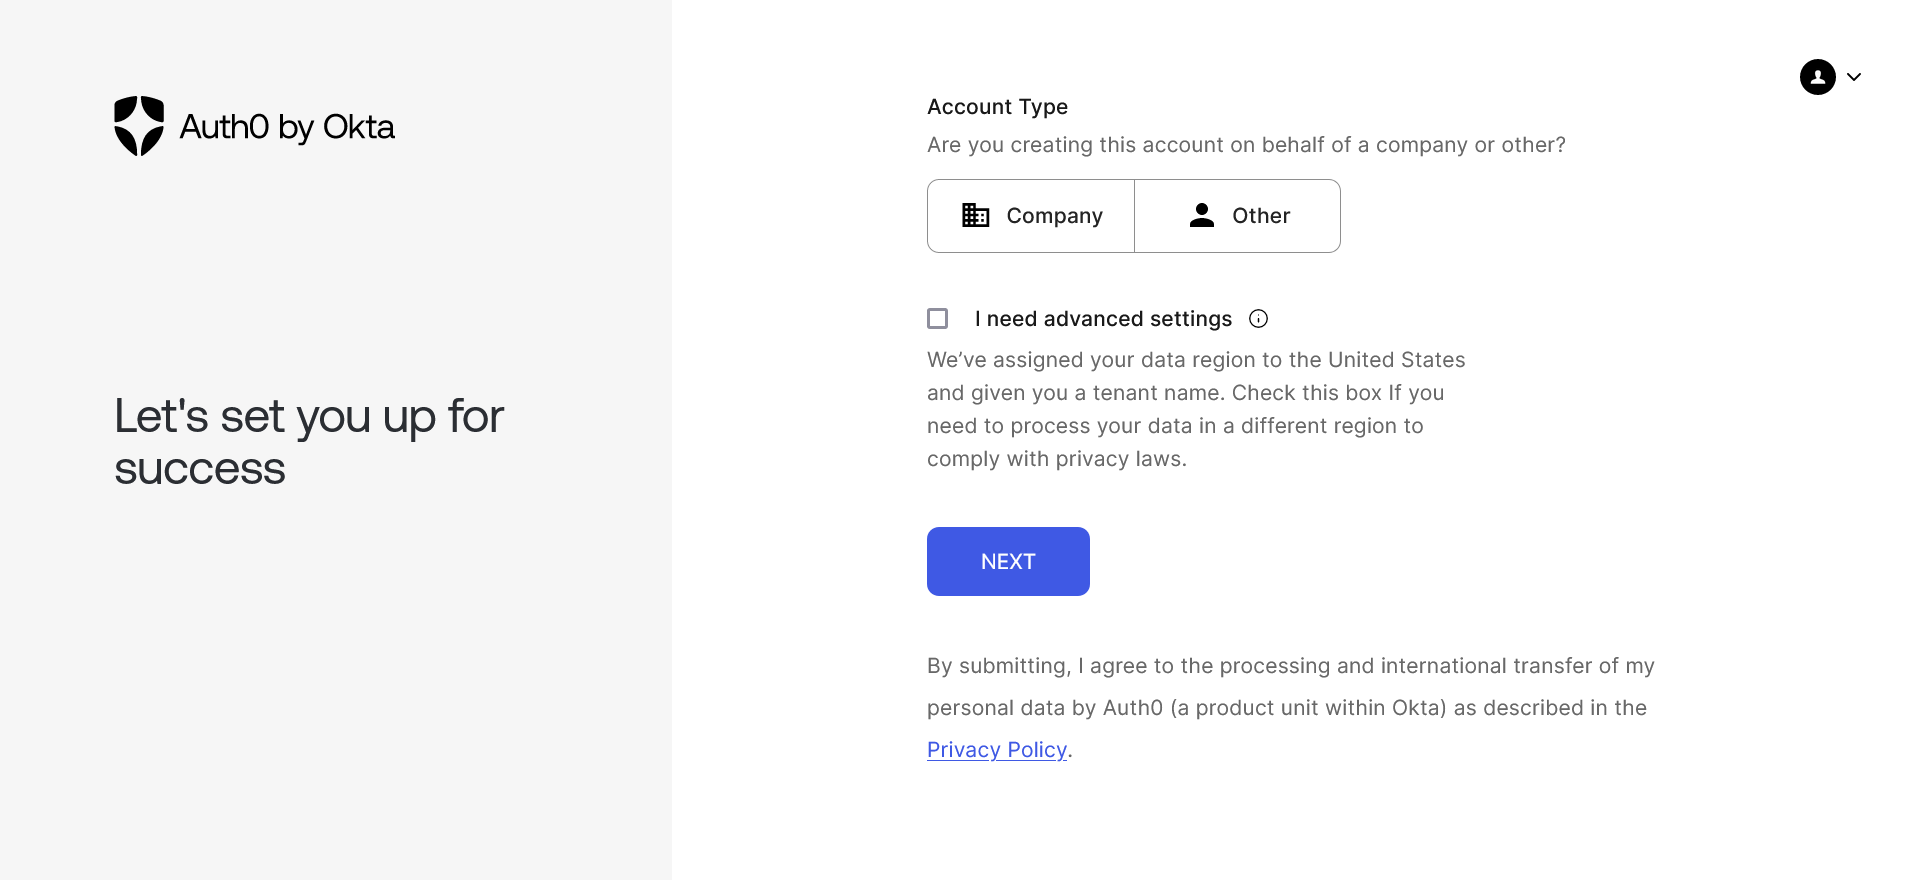 Auth0 by Okta
Let's set you up for
success
Account Type
Are you creating this account on behalf of a company or other?
Company
Other
I need advanced settings
We’ve assigned your data region to the United States
and given you a tenant name. Check this box If you
need to process your data in a different region to
comply with privacy laws.
NEXT
By submitting, I agree to the processing and international transfer of my
personal data by Auth0 (a product unit within Okta) as described in the
Privacy Policy.